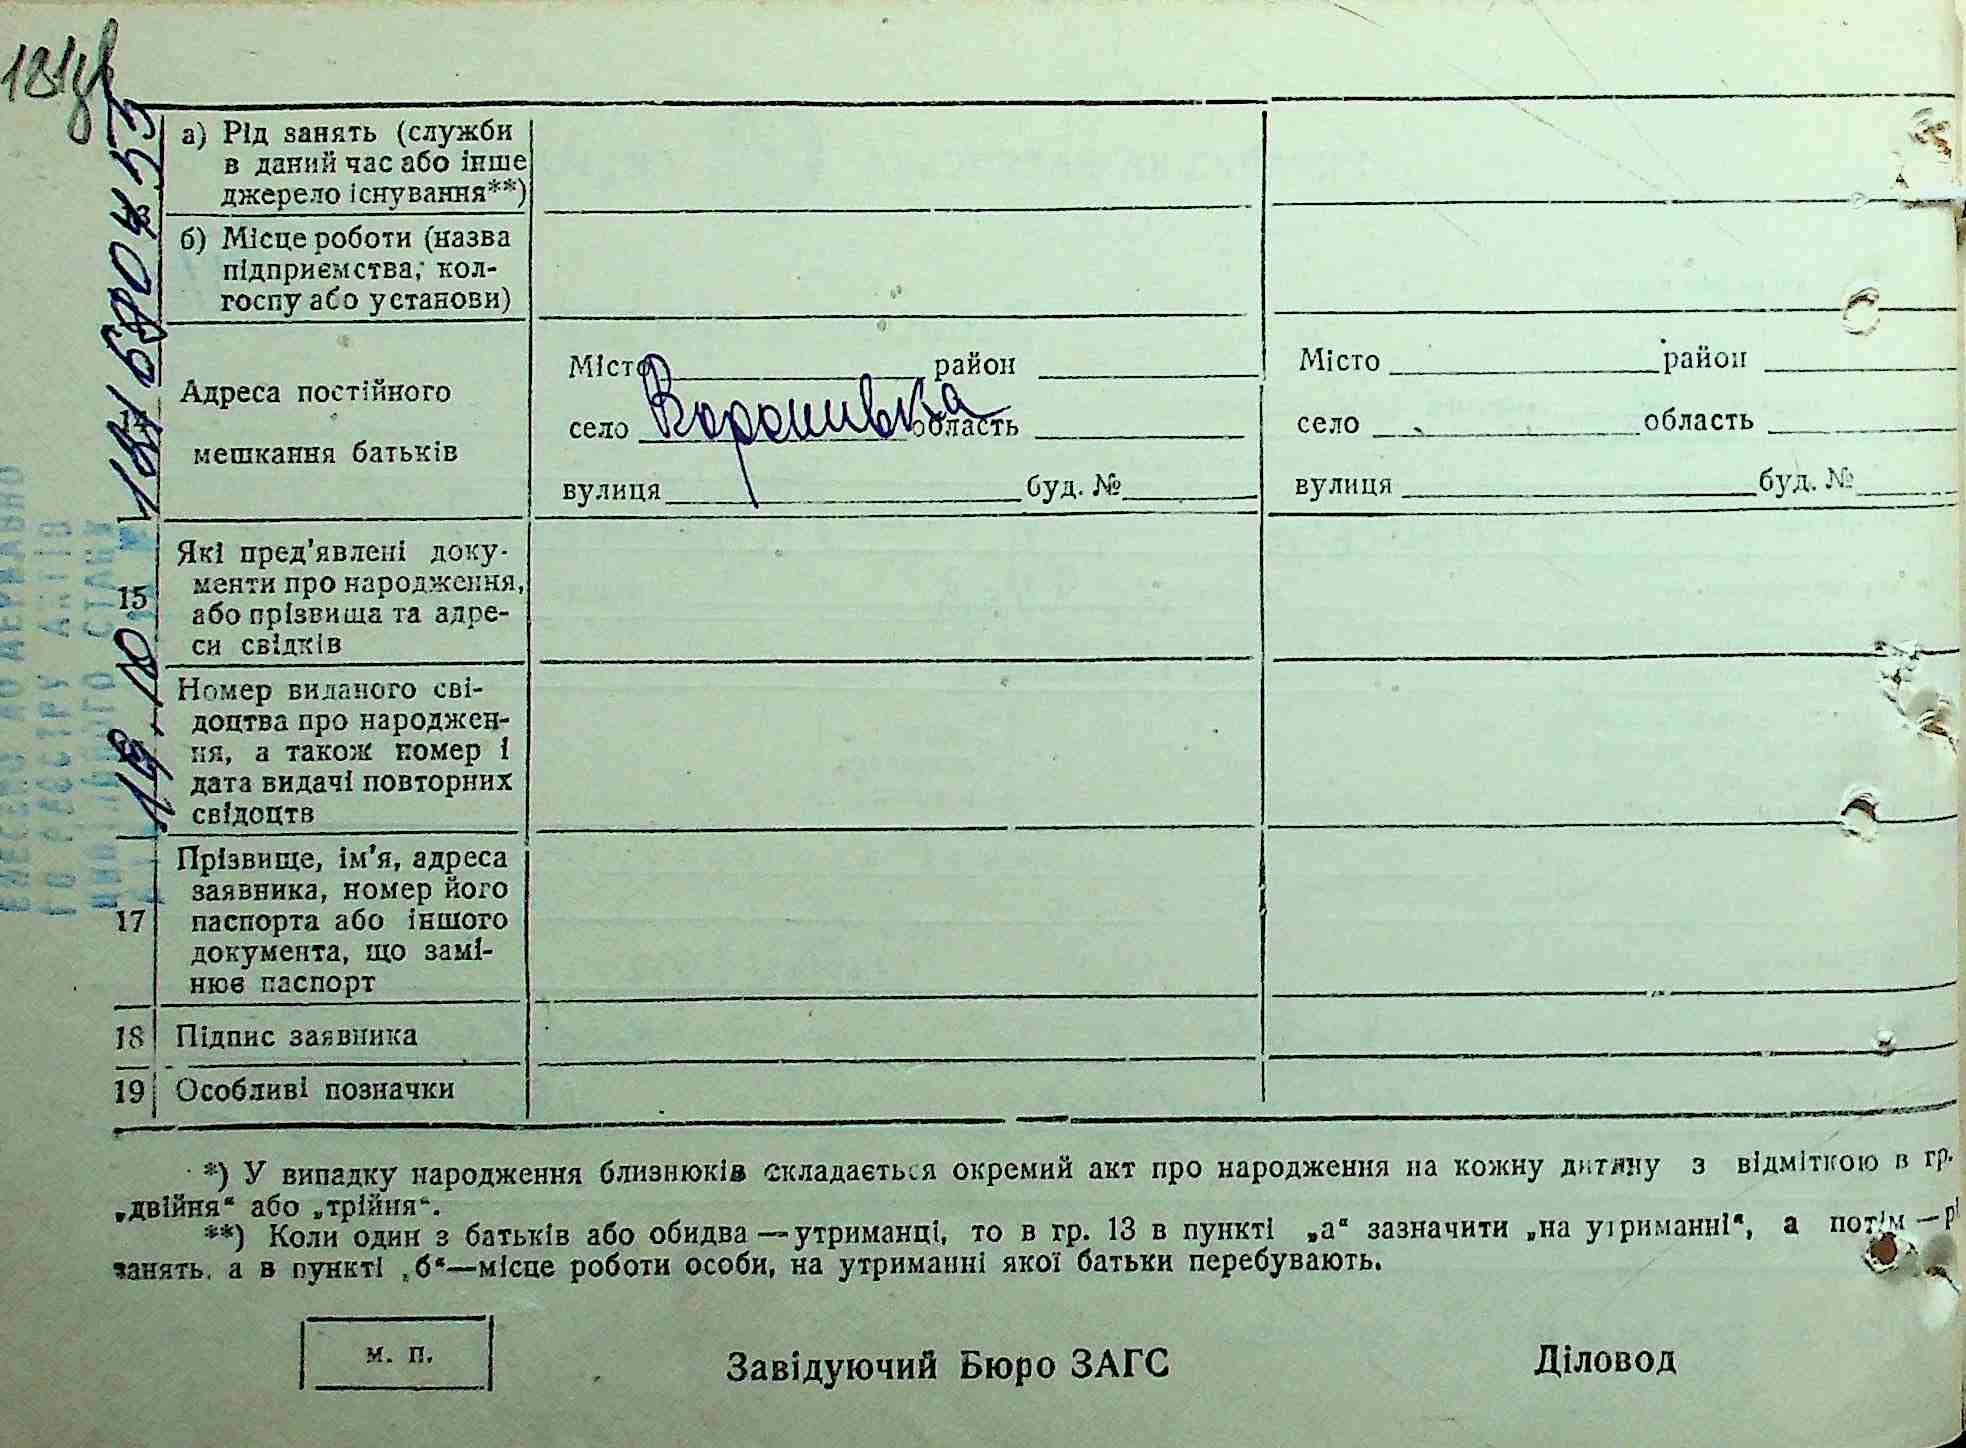 а) Рід занять (служби
в даний час або інше
джерело існування**)
13
б) Місце роботи (назва
підприємства, кол-
госпу або установи)
14
Адреса постійного
мешкання батьків
Місто район
село Воронивка область
вулиця буд. №
Місто район
село область
вулиця буд. №
15
Які пред'явлені доку-
менти про народження,
або прізвища та адре-
си свідків
Номер виданого сві-
доцтва про народжен-
ня, а також номер і
дата видачі повторних
свідоцтв
17
Прізвище, ім'я, адреса
заявника, номер його
паспорта або іншого
документа, що замі-
нює паспорт
18 Підпис заявника
19 Особливі позначки
*) У випадку народження близнюків складається окремий акт про народження на кожну дитину з відміткою в гр.
„двійня“ або „трійня“.
**) Коли один з батьків або обидва — утриманці, то в гр. 13 в пункті „а“ зазначити „на утриманні“, а потім — рі
занять, а в пункті „б“—місце роботи особи, на утриманні якої батьки перебувають.
м. п.
Завідуючий Бюро ЗАГС
Діловод